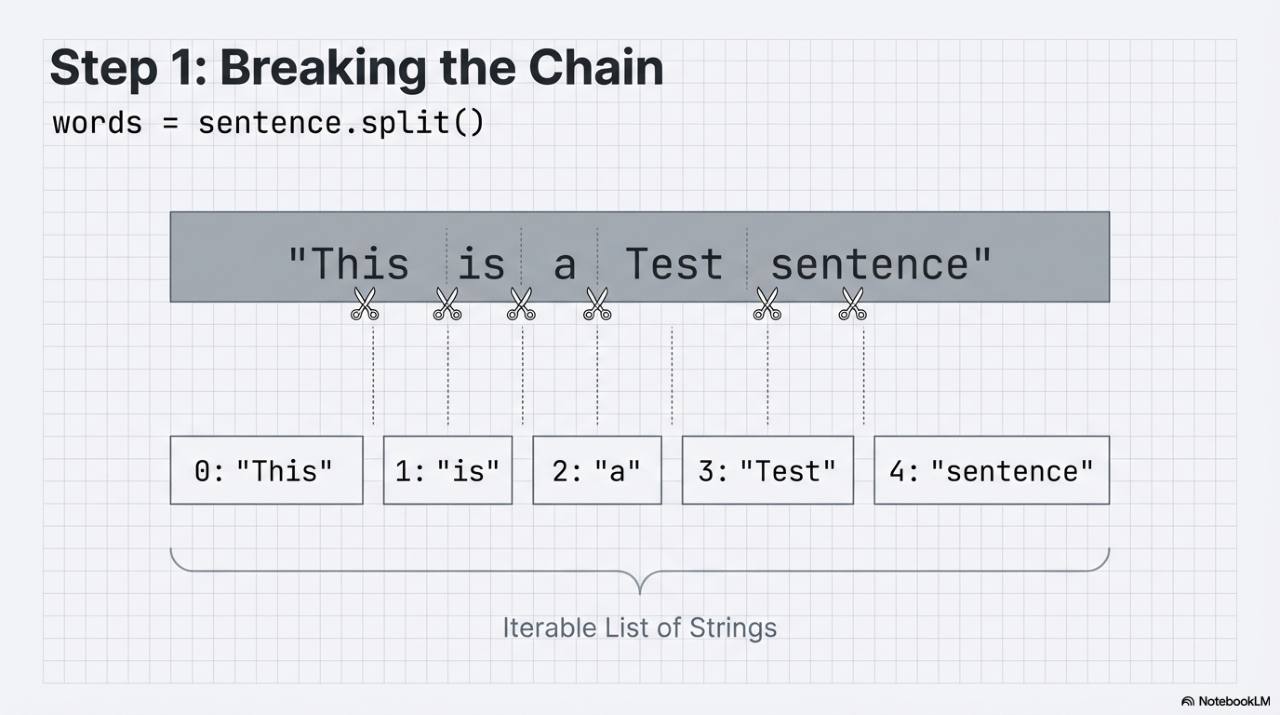 Step 1: Breaking the Chain
words = sentence.split()
"This is a Test sentence"
0: "This" 1: "is" 2: "a" 3: "Test" 4: "sentence"
Iterable List of Strings
NotebookLM